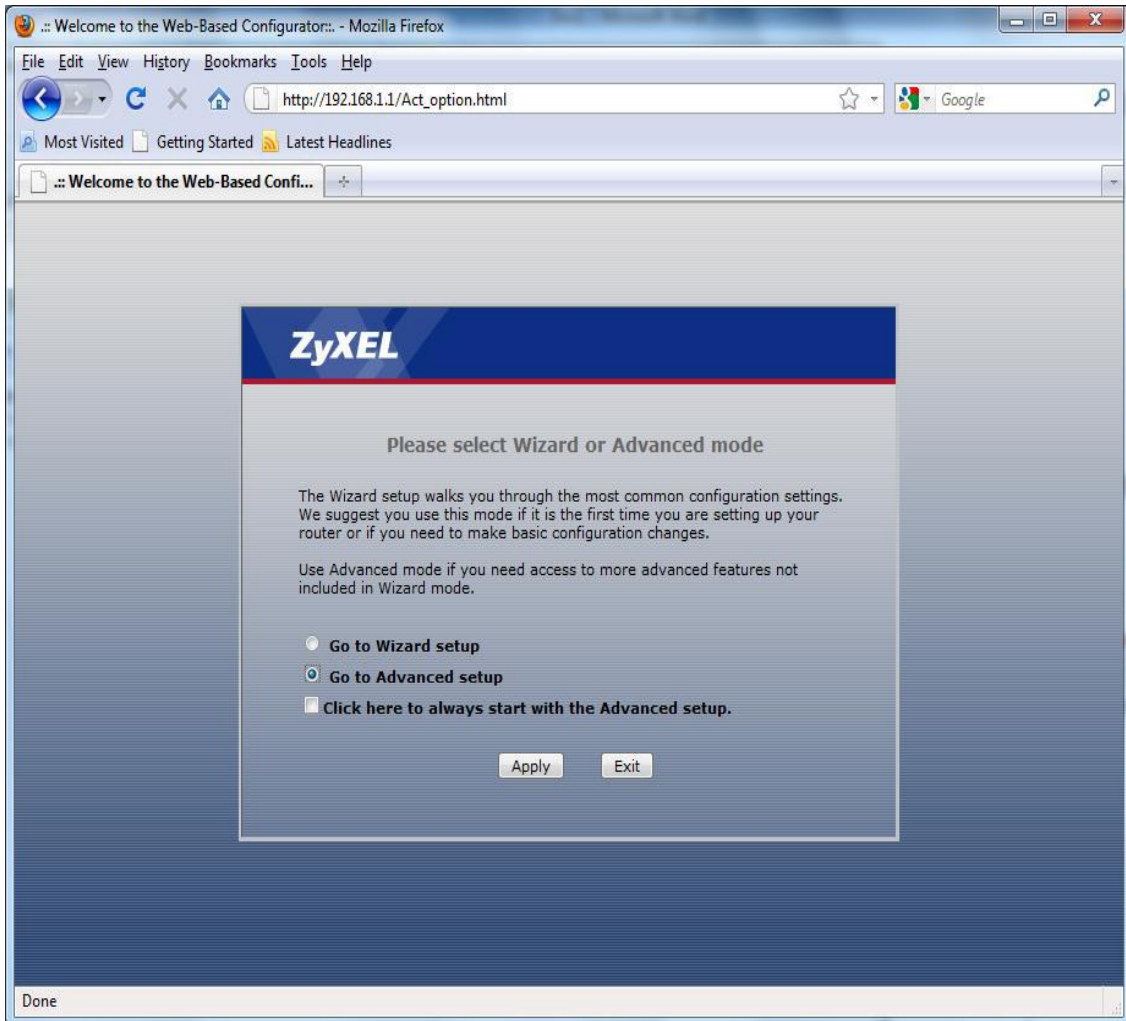 .:: Welcome to the Web-Based Configurator::. - Mozilla Firefox
File Edit View History Bookmarks Tools Help
http://192.168.1.1/Act_option.html
Google
Most Visited Getting Started Latest Headlines
.:: Welcome to the Web-Based Confi...
ZyXEL
Please select Wizard or Advanced mode
The Wizard setup walks you through the most common configuration settings.
We suggest you use this mode if it is the first time you are setting up your
router or if you need to make basic configuration changes.
Use Advanced mode if you need access to more advanced features not
included in Wizard mode.
Go to Wizard setup
Go to Advanced setup
Click here to always start with the Advanced setup.
Apply Exit
Done